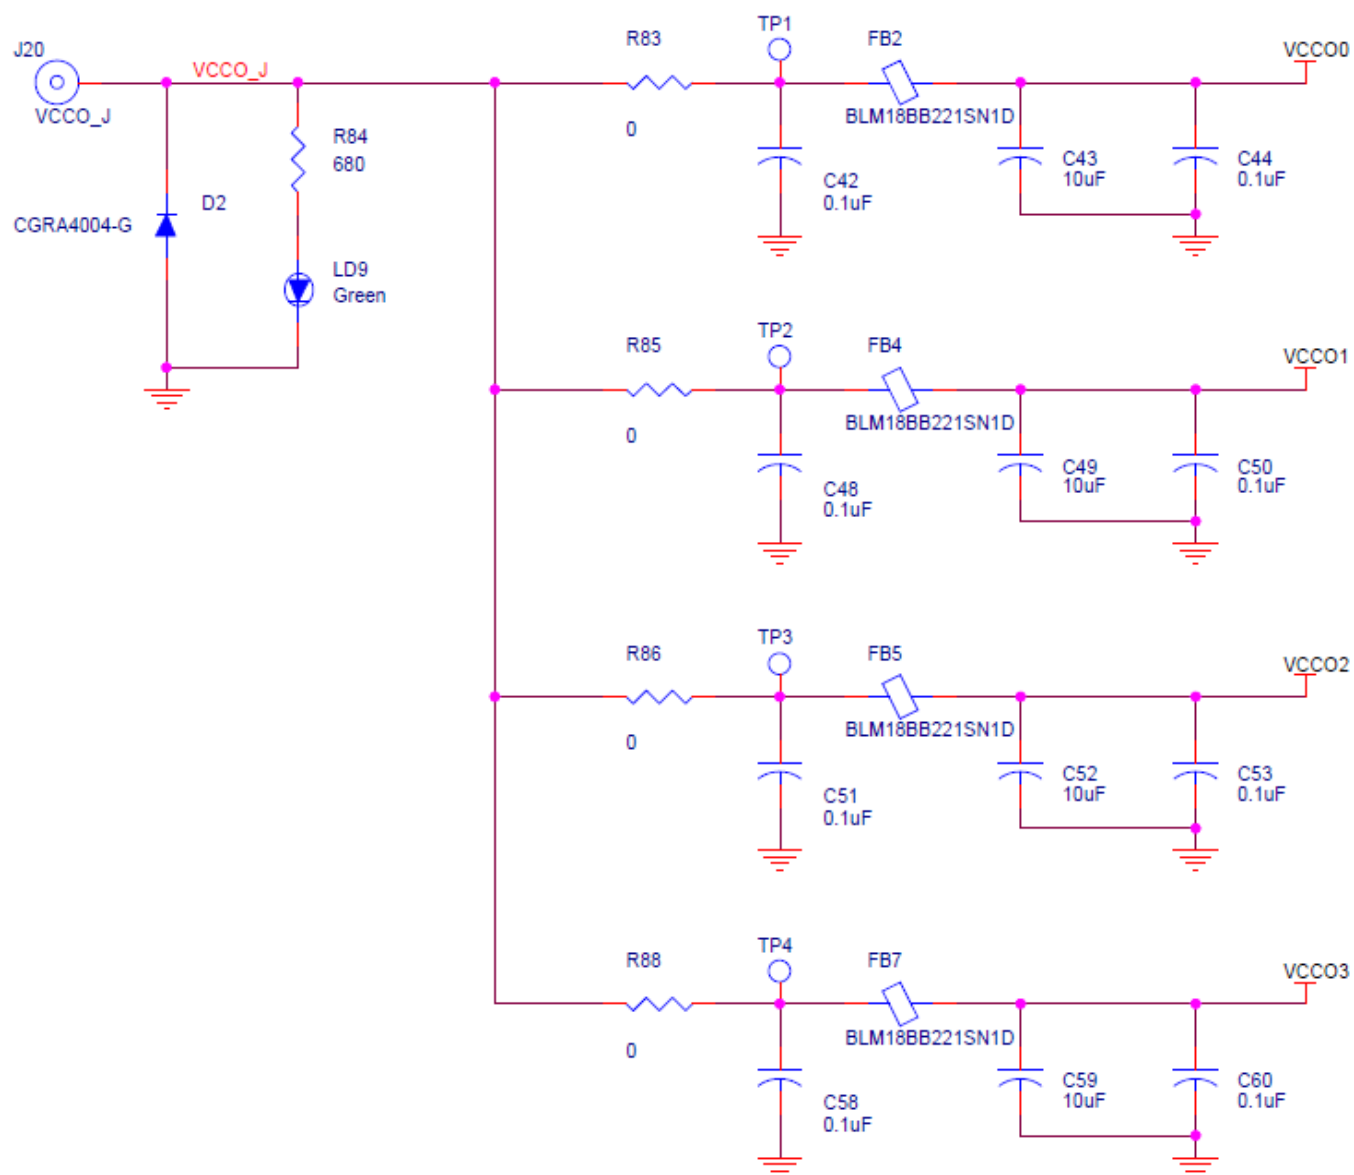 J20
VCCO_J
VCCO_J
R84
680
D2
CGRA4004-G
LD9
Green
R83
0
TP1
FB2
BLM18BB221SN1D
VCCO0
C42
0.1uF
C43
10uF
C44
0.1uF
R85
0
TP2
FB4
BLM18BB221SN1D
VCCO1
C48
0.1uF
C49
10uF
C50
0.1uF
R86
0
TP3
FB5
BLM18BB221SN1D
VCCO2
C51
0.1uF
C52
10uF
C53
0.1uF
R88
0
TP4
FB7
BLM18BB221SN1D
VCCO3
C58
0.1uF
C59
10uF
C60
0.1uF